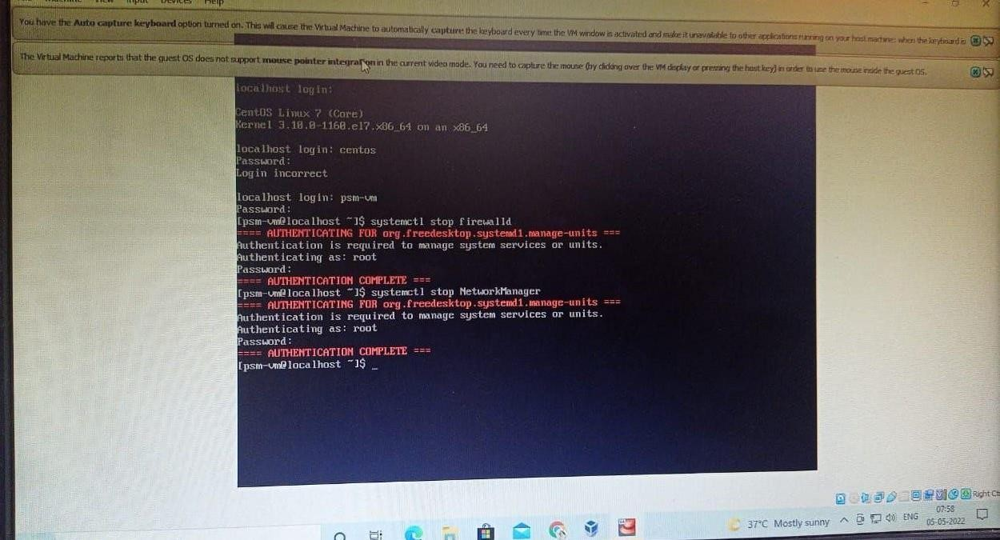 Input Devices Help
You have the Auto capture keyboard option turned on. This will cause the Virtual Machine to automatically capture the keyboard every time the VM window is activated and make it unavailable to other applications running on your host machine: when the keyboard is
The Virtual Machine reports that the guest OS does not support mouse pointer integration in the current video mode. You need to capture the mouse (by clicking over the VM display or pressing the host key) in order to use the mouse inside the guest OS.
localhost login:
CentOS Linux 7 (Core)
Kernel 3.10.0-1160.el7.x86_64 on an x86_64
localhost login: centos
Password:
Login incorrect
localhost login: psm-vm
Password:
[psm-vm@localhost ~]$ systemctl stop firewalld
==== AUTHENTICATING FOR org.freedesktop.systemd1.manage-units ===
Authentication is required to manage system services or units.
Authenticating as: root
Password:
==== AUTHENTICATION COMPLETE ===
[psm-vm@localhost ~]$ systemctl stop NetworkManager
==== AUTHENTICATING FOR org.freedesktop.systemd1.manage-units ===
Authentication is required to manage system services or units.
Authenticating as: root
Password:
==== AUTHENTICATION COMPLETE ===
[psm-vm@localhost ~]$ _
Right Ct
37°C Mostly sunny ENG
07:58
05-05-2022